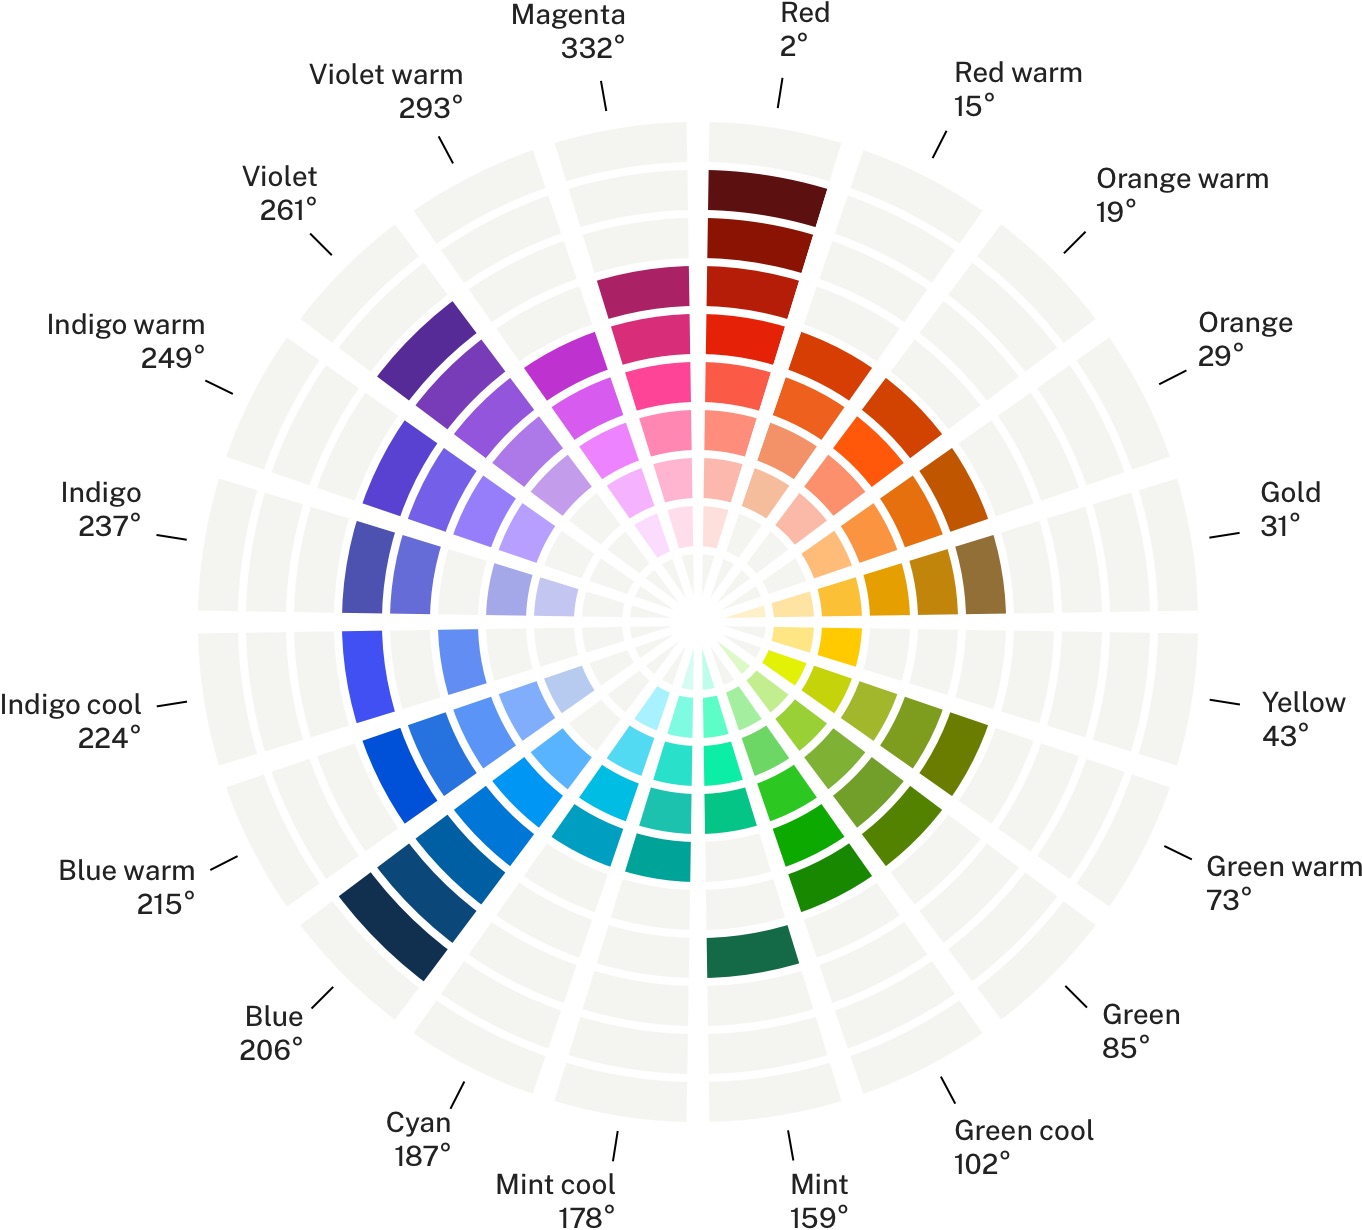 Magenta
332°
Red
2°
Red warm
15°
Orange warm
19°
Orange
29°
Gold
31°
Yellow
43°
Green warm
73°
Green
85°
Green cool
102°
Mint
159°
Mint cool
178°
Cyan
187°
Blue
206°
Blue warm
215°
Indigo cool
224°
Indigo
237°
Indigo warm
249°
Violet
261°
Violet warm
293°